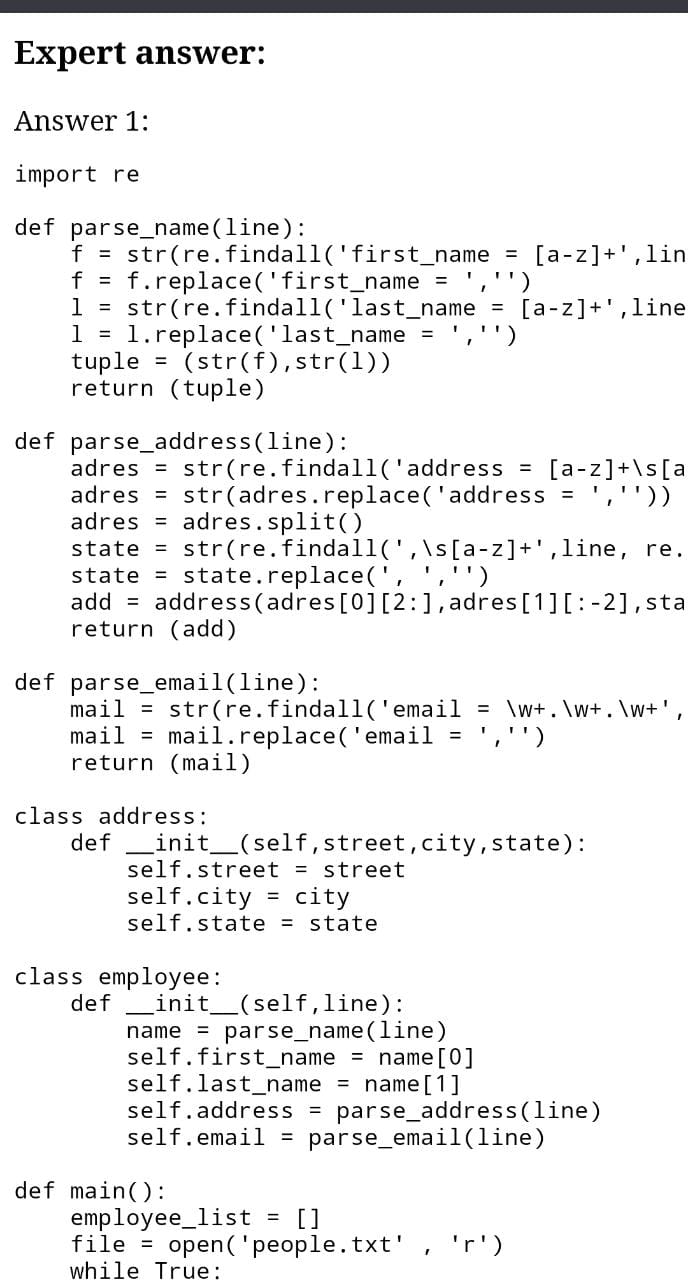 Expert answer:
Answer 1:
import re
def parse_name(line):
    f = str(re.findall('first_name = [a-z]+',lin
    f = f.replace('first_name = ','')
    l = str(re.findall('last_name = [a-z]+',line
    l = l.replace('last_name = ','')
    tuple = (str(f),str(l))
    return (tuple)
def parse_address(line):
    adres = str(re.findall('address = [a-z]+\s[a
    adres = str(adres.replace('address = ',''))
    adres = adres.split()
    state = str(re.findall(',\s[a-z]+',line, re.
    state = state.replace(', ','')
    add = address(adres[0][2:],adres[1][:-2],sta
    return (add)
def parse_email(line):
    mail = str(re.findall('email = \w+.\w+.\w+',
    mail = mail.replace('email = ','')
    return (mail)
class address:
    def __init__(self,street,city,state):
        self.street = street
        self.city = city
        self.state = state
class employee:
    def __init__(self,line):
        name = parse_name(line)
        self.first_name = name[0]
        self.last_name = name[1]
        self.address = parse_address(line)
        self.email = parse_email(line)
def main():
    employee_list = []
    file = open('people.txt' , 'r')
    while True: